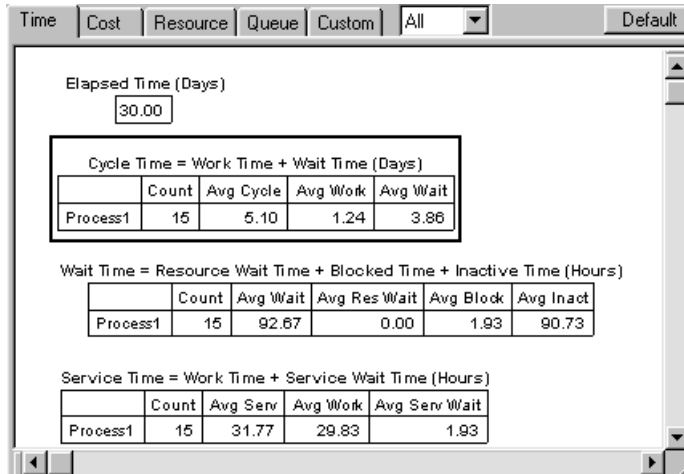 Time Cost Resource Queue Custom All Default
Elapsed Time (Days)
30.00
Cycle Time = Work Time + Wait Time (Days)
Count Avg Cycle Avg Work Avg Wait
Process1 15 5.10 1.24 3.86
Wait Time = Resource Wait Time + Blocked Time + Inactive Time (Hours)
Count Avg Wait Avg Res Wait Avg Block Avg Inact
Process1 15 92.67 0.00 1.93 90.73
Service Time = Work Time + Service Wait Time (Hours)
Count Avg Serv Avg Work Avg Serv Wait
Process1 15 31.77 29.83 1.93